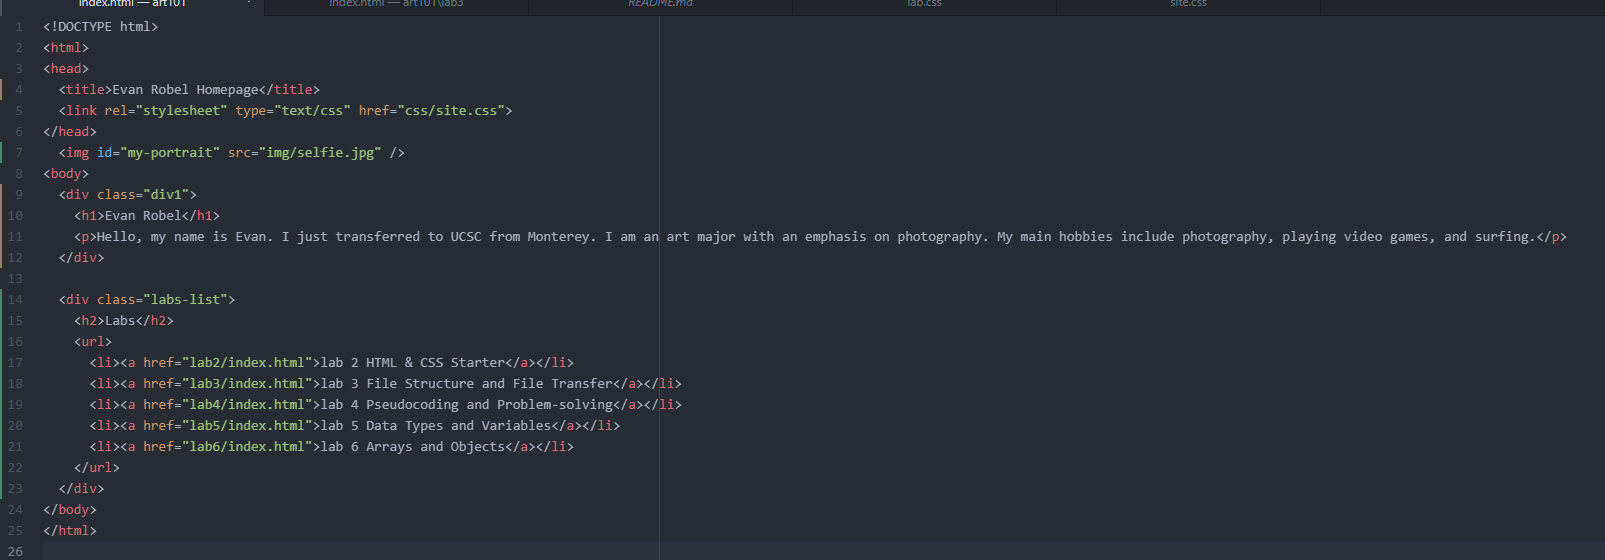 index.html — art101 index.html — art101\lab3 README.md lab.css site.css
1 <!DOCTYPE html>
2 <html>
3 <head>
4 <title>Evan Robel Homepage</title>
5 <link rel="stylesheet" type="text/css" href="css/site.css">
6 </head>
7 <img id="my-portrait" src="img/selfie.jpg" />
8 <body>
9 <div class="div1">
10 <h1>Evan Robel</h1>
11 <p>Hello, my name is Evan. I just transferred to UCSC from Monterey. I am an art major with an emphasis on photography. My main hobbies include photography, playing video games, and surfing.</p>
12 </div>
13
14 <div class="labs-list">
15 <h2>Labs</h2>
16 <url>
17 <li><a href="lab2/index.html">lab 2 HTML & CSS Starter</a></li>
18 <li><a href="lab3/index.html">lab 3 File Structure and File Transfer</a></li>
19 <li><a href="lab4/index.html">lab 4 Pseudocoding and Problem-solving</a></li>
20 <li><a href="lab5/index.html">lab 5 Data Types and Variables</a></li>
21 <li><a href="lab6/index.html">lab 6 Arrays and Objects</a></li>
22 </url>
23 </div>
24 </body>
25 </html>
26